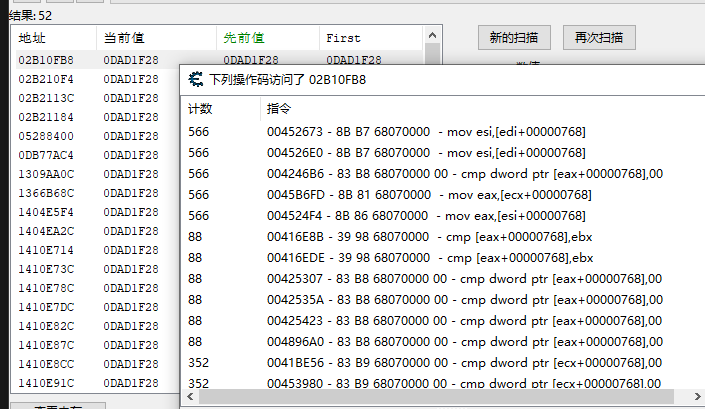 结果: 52
地址 当前值 先前值 First
02B10FB8 0DAD1F28 0DAD1F28 0DAD1F28
02B210F4 0DAD1F28
02B2113C 0DAD1F28
02B21184 0DAD1F28
05288400 0DAD1F28
0DB77AC4 0DAD1F28
1309AA0C 0DAD1F28
1366B68C 0DAD1F28
1404E5F4 0DAD1F28
1404EA2C 0DAD1F28
1410E714 0DAD1F28
1410E73C 0DAD1F28
1410E78C 0DAD1F28
1410E7DC 0DAD1F28
1410E82C 0DAD1F28
1410E87C 0DAD1F28
1410E8CC 0DAD1F28
1410E91C 0DAD1F28
新的扫描 再次扫描
下列操作码访问了 02B10FB8
计数 指令
566 00452673 - 8B B7 68070000 - mov esi,[edi+00000768]
566 004526E0 - 8B B7 68070000 - mov esi,[edi+00000768]
566 004246B6 - 83 B8 68070000 00 - cmp dword ptr [eax+00000768],00
566 0045B6FD - 8B 81 68070000 - mov eax,[ecx+00000768]
566 004524F4 - 8B 86 68070000 - mov eax,[esi+00000768]
88 00416E8B - 39 98 68070000 - cmp [eax+00000768],ebx
88 00416EDE - 39 98 68070000 - cmp [eax+00000768],ebx
88 00425307 - 83 B8 68070000 00 - cmp dword ptr [eax+00000768],00
88 0042535A - 83 B8 68070000 00 - cmp dword ptr [eax+00000768],00
88 00425423 - 83 B8 68070000 00 - cmp dword ptr [eax+00000768],00
88 004896A0 - 83 B8 68070000 00 - cmp dword ptr [eax+00000768],00
352 0041BE56 - 83 B9 68070000 00 - cmp dword ptr [ecx+00000768],00
352 00453980 - 83 B9 68070000 00 - cmp dword ptr [ecx+00000768],00